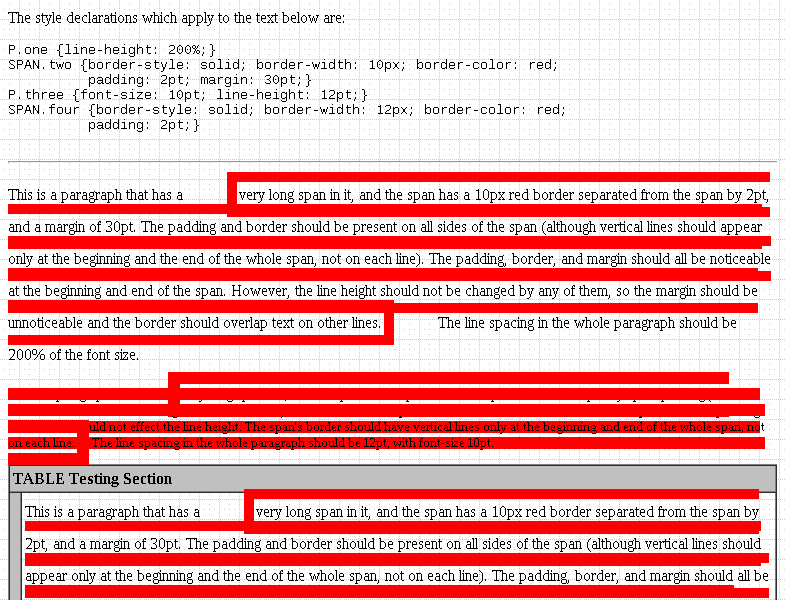 The style declarations which apply to the text below are:
P.one {line-height: 200%;}
SPAN.two {border-style: solid; border-width: 10px; border-color: red;
padding: 2pt; margin: 30pt;}
P.three {font-size: 10pt; line-height: 12pt;}
SPAN.four {border-style: solid; border-width: 12px; border-color: red;
padding: 2pt;}
This is a paragraph that has a very long span in it, and the span has a 10px red border separated from the span by 2pt,
and a margin of 30pt. The padding and border should be present on all sides of the span (although vertical lines should appear
only at the beginning and the end of the whole span, not on each line). The padding, border, and margin should all be noticeable
at the beginning and end of the span. However, the line height should not be changed by any of them, so the margin should be
unnoticeable and the border should overlap text on other lines. The line spacing in the whole paragraph should be
200% of the font size.
not effect the line height. The span's border should have vertical lines only at the beginning and end of the whole span, not
on each line. The line spacing in the whole paragraph should be 12pt, with font-size 10pt.
TABLE Testing Section
This is a paragraph that has a very long span in it, and the span has a 10px red border separated from the span by
2pt, and a margin of 30pt. The padding and border should be present on all sides of the span (although vertical lines should
appear only at the beginning and the end of the whole span, not on each line). The padding, border, and margin should all be